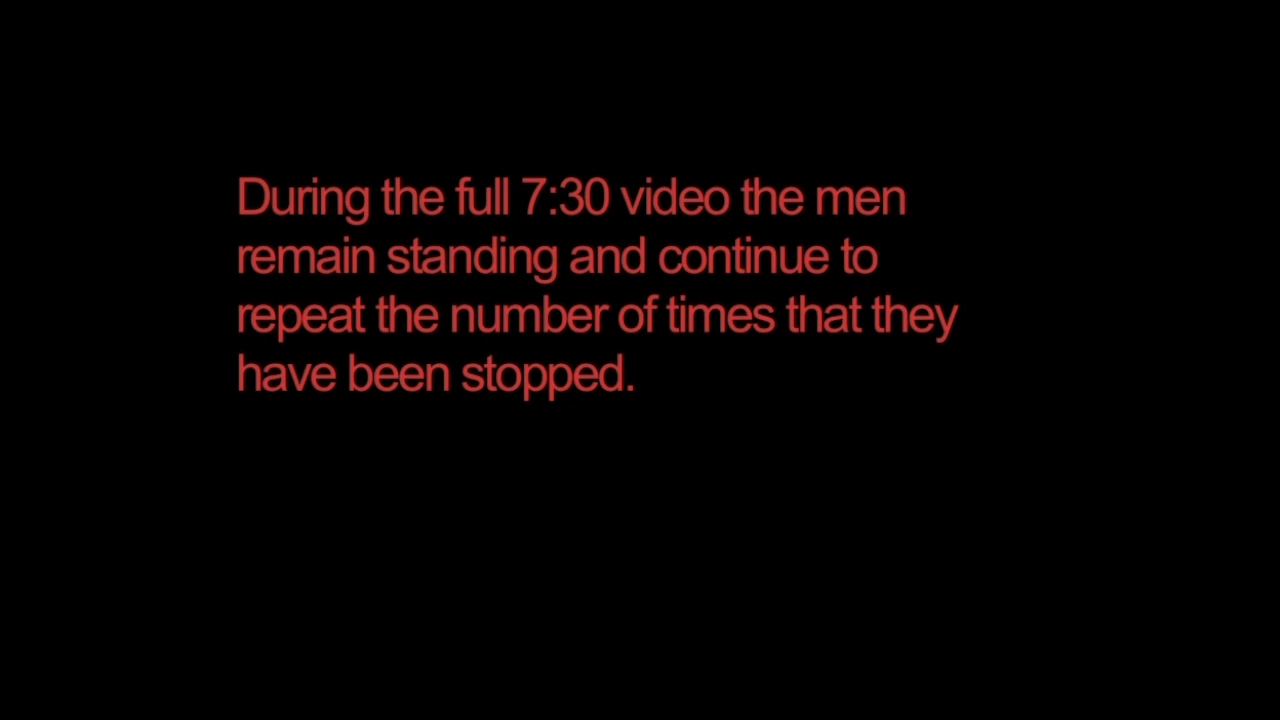 During the full 7:30 video the men
remain standing and continue to
repeat the number of times that they
have been stopped.